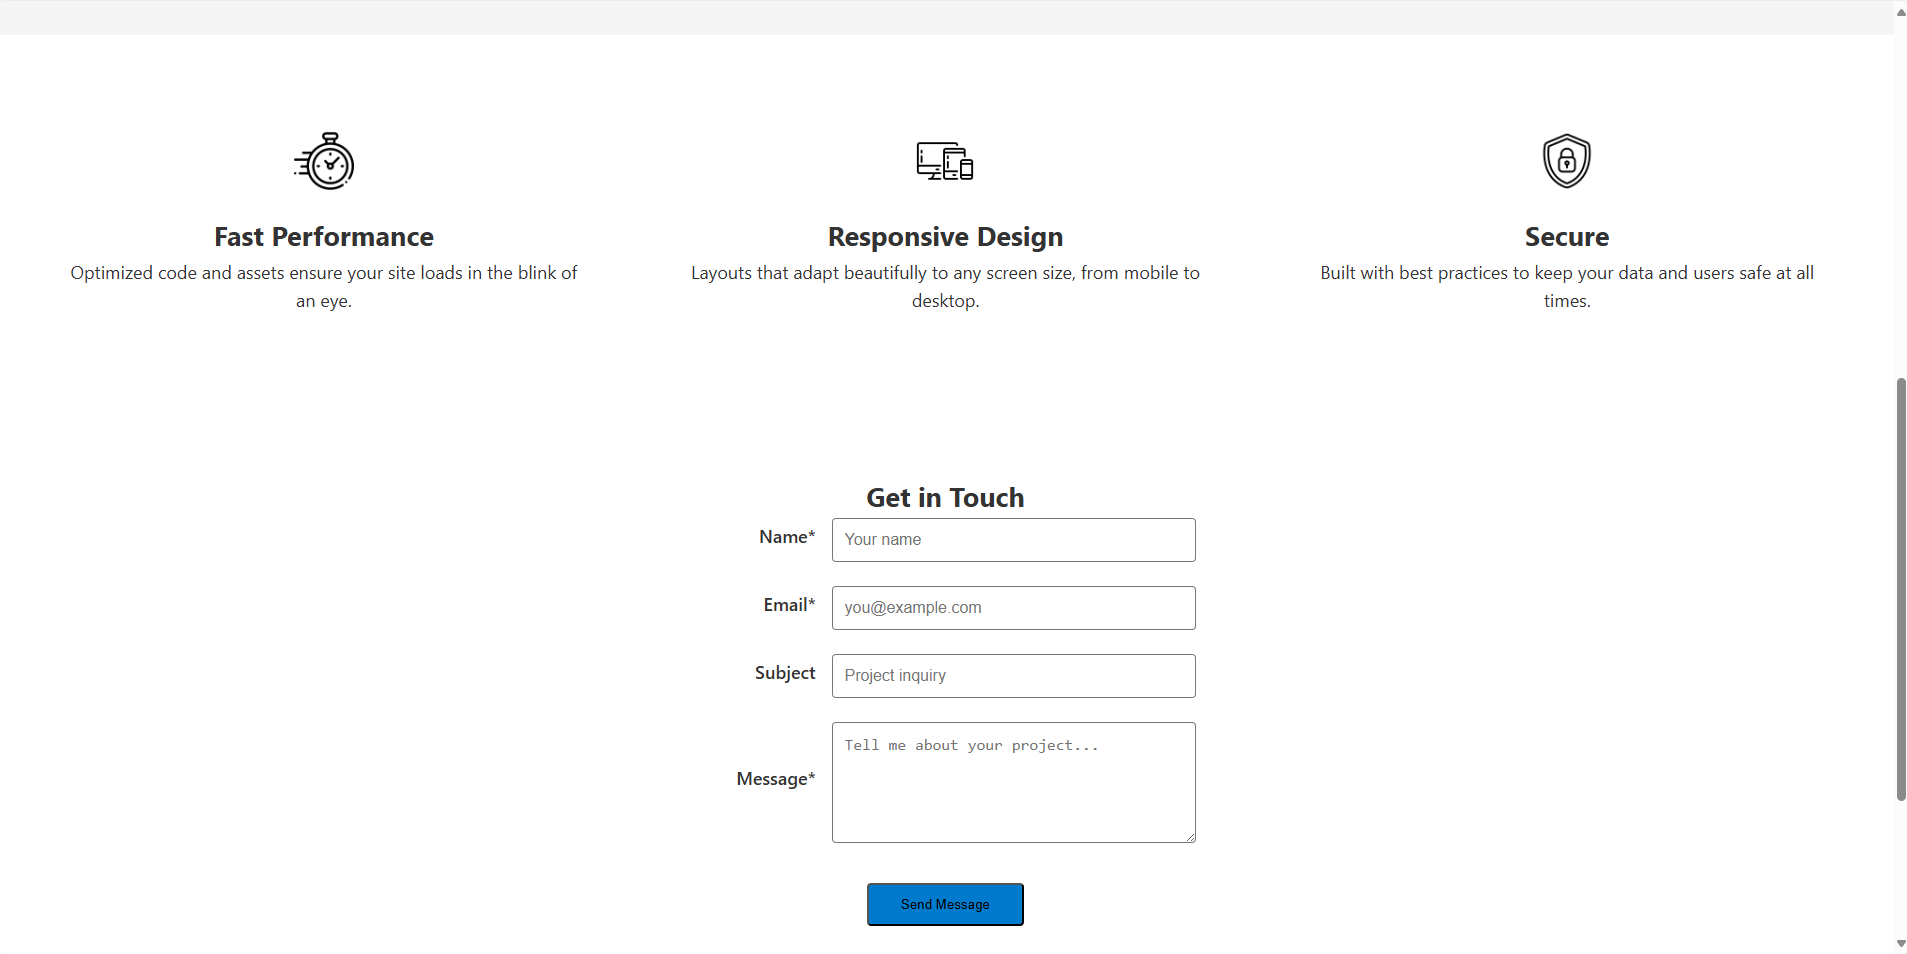 Fast Performance
Optimized code and assets ensure your site loads in the blink of
an eye.
Responsive Design
Layouts that adapt beautifully to any screen size, from mobile to
desktop.
Secure
Built with best practices to keep your data and users safe at all
times.
Get in Touch
Name*
Your name
Email*
you@example.com
Subject
Project inquiry
Message*
Tell me about your project...
Send Message